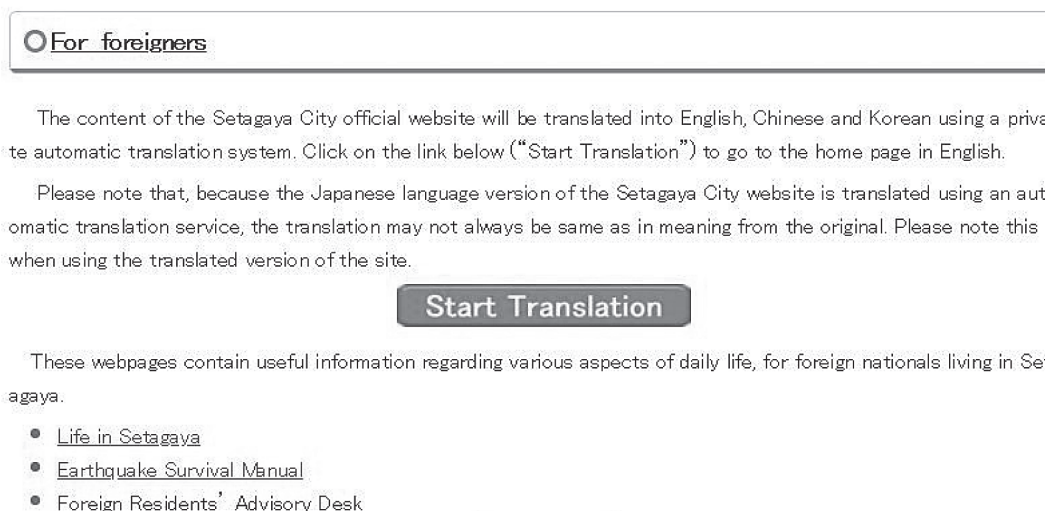 For foreigners
The content of the Setagaya City official website will be translated into English, Chinese and Korean using a priva
te automatic translation system. Click on the link below (“Start Translation”) to go to the home page in English.
Please note that, because the Japanese language version of the Setagaya City website is translated using an aut
omatic translation service, the translation may not always be same as in meaning from the original. Please note this
when using the translated version of the site.
Start Translation
These webpages contain useful information regarding various aspects of daily life, for foreign nationals living in Set
agaya.
Life in Setagaya
Earthquake Survival Manual
Foreign Residents’ Advisory Desk